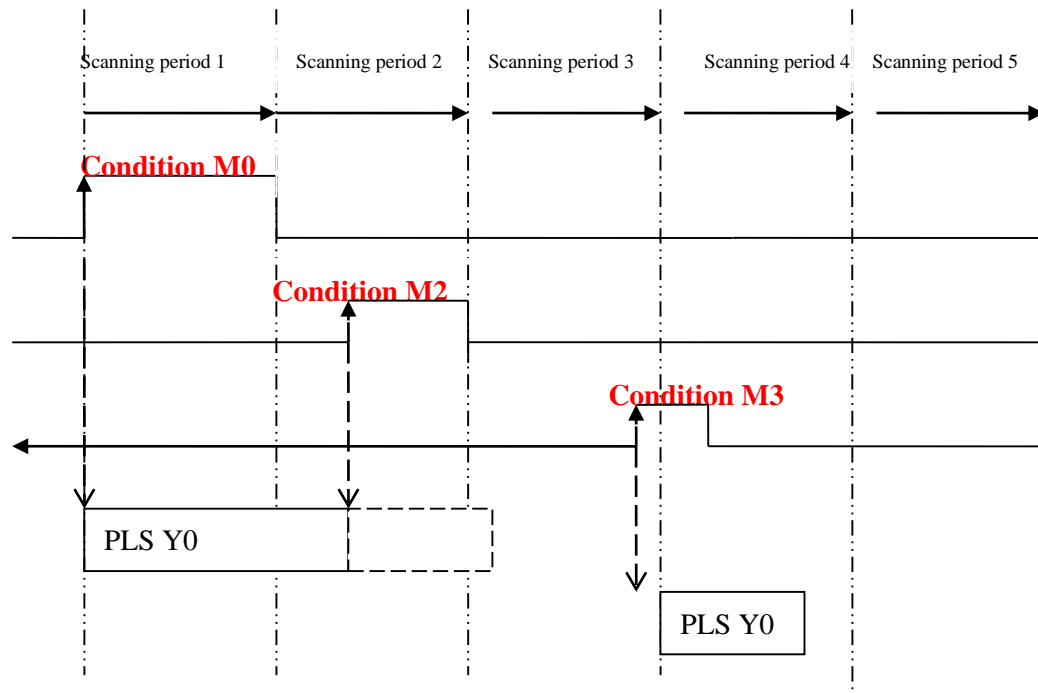 Scanning period 1
Scanning period 2
Scanning period 3
Scanning period 4
Scanning period 5
Condition M0
Condition M2
Condition M3
PLS Y0
PLS Y0